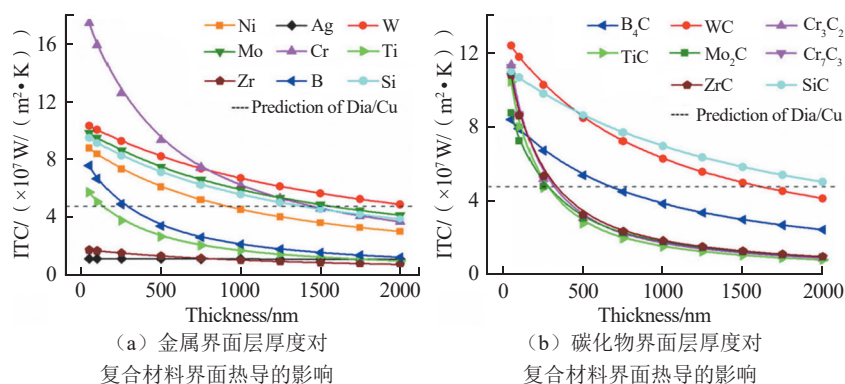 Ni Ag W
Mo Cr Ti
Zr B Si
Prediction of Dia/Cu
ITC/（×10⁷ W/（m²•K）
16
12
8
4
0
0 500 1000 1500 2000
Thickness/nm
（a）金属界面层厚度对
复合材料界面热导的影响
B₄C WC Cr₃C₂
TiC Mo₂C Cr₇C₃
ZrC SiC
Prediction of Dia/Cu
ITC/（×10⁷ W/（m²•K）
12
8
4
0
0 500 1000 1500 2000
Thickness/nm
（b）碳化物界面层厚度对
复合材料界面热导的影响